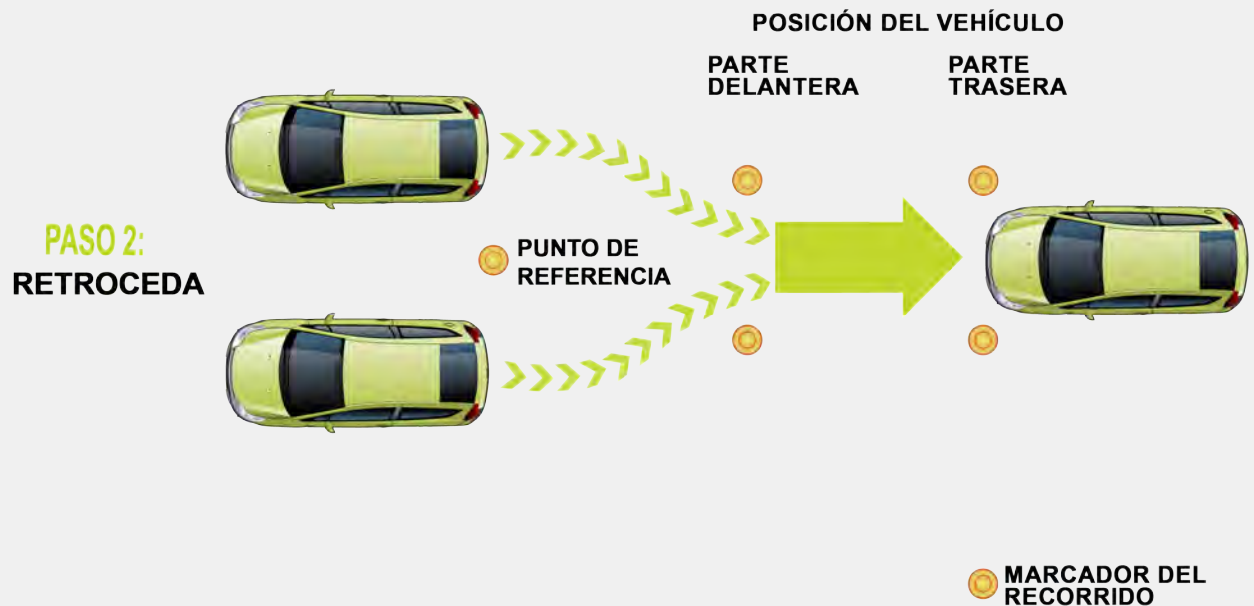 POSICIÓN DEL VEHÍCULO
PARTE
DELANTERA
PARTE
TRASERA
PASO 2:
RETROCEDA
PUNTO DE
REFERENCIA
MARCADOR DEL
RECORRIDO